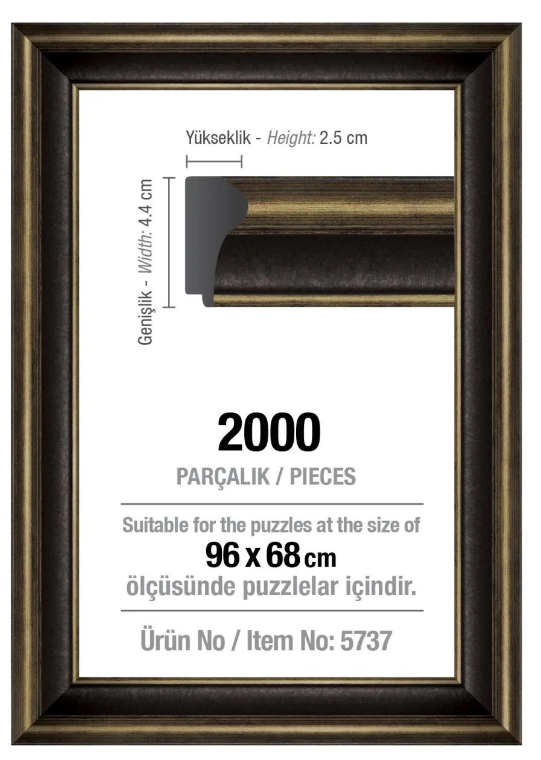 Yükseklik - Height: 2.5 cm
Genişlik - Width: 4.4 cm
2000
PARÇALIK / PIECES
Suitable for the puzzles at the size of
96 x 68 cm
ölçüsünde puzzlelar içindir.
Ürün No / Item No: 5737